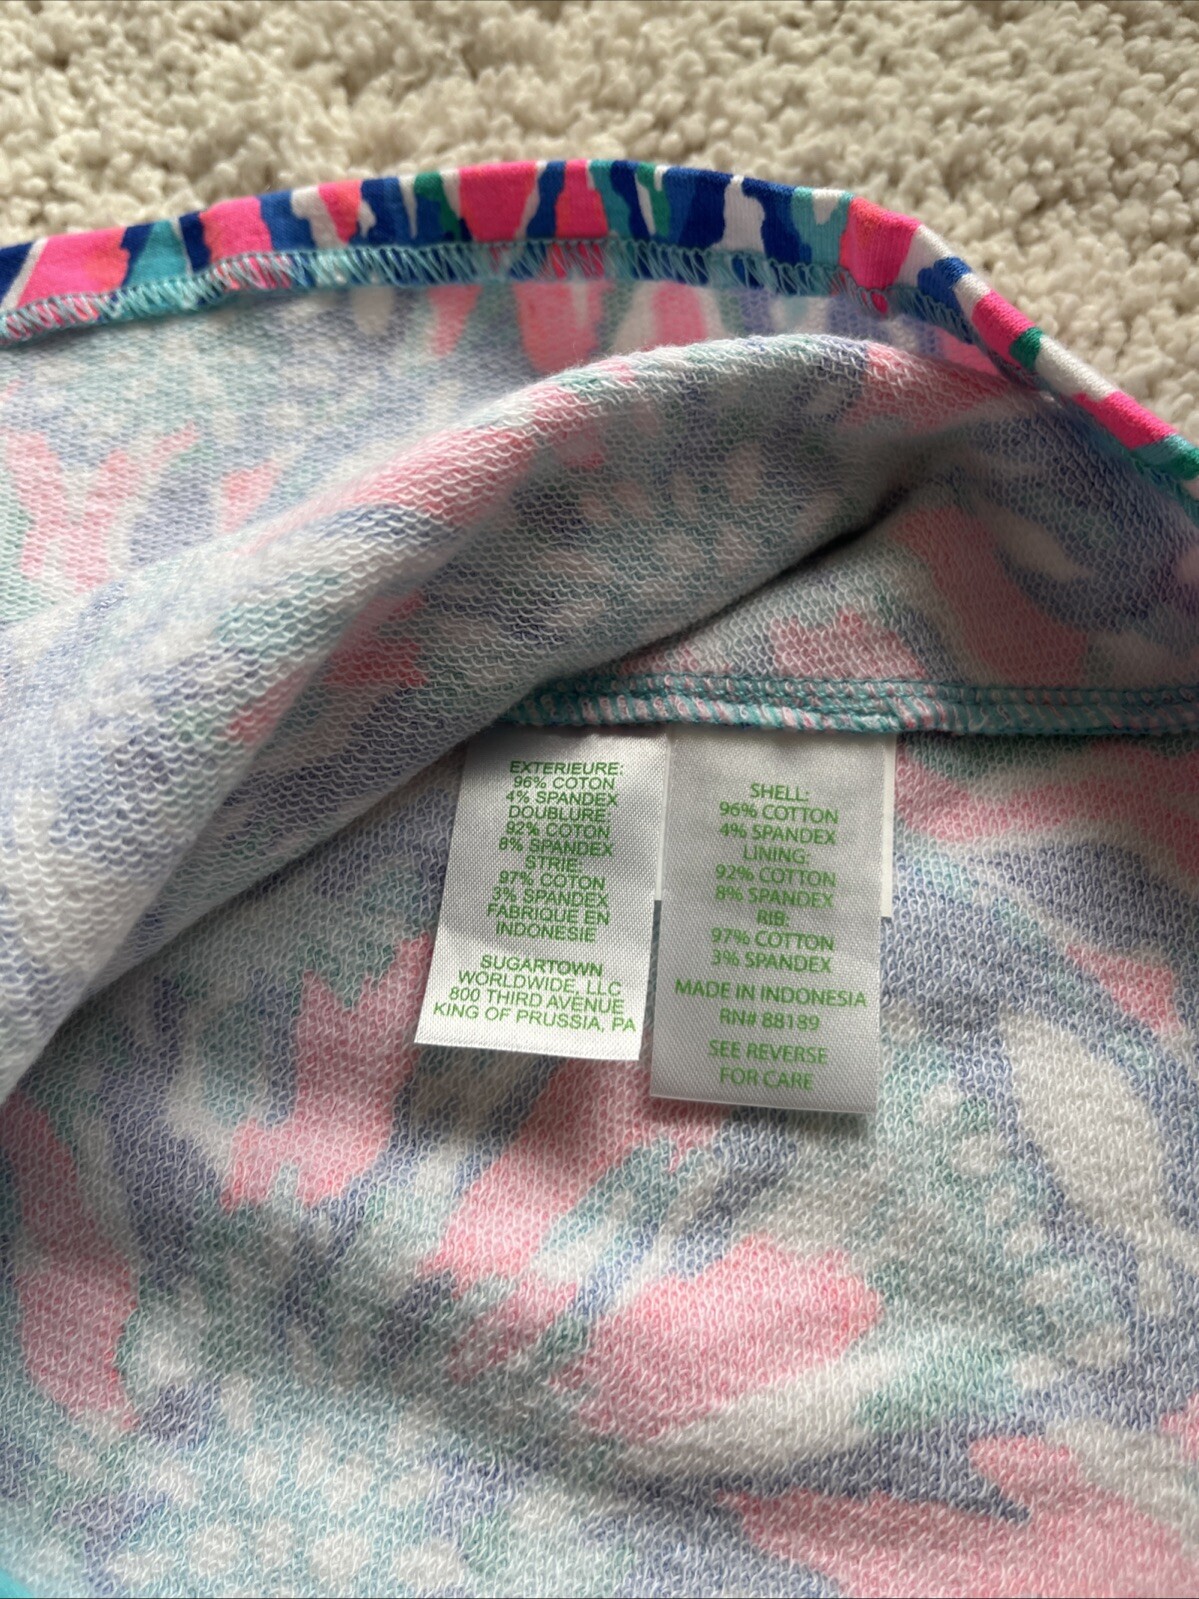 EXTERIEURE:
96% COTON
4% SPANDEX
DOUBLURE:
92% COTON
8% SPANDEX
STRIE:
97% COTON
3% SPANDEX
FABRIQUE EN
INDONESIE
SUGARTOWN
WORLDWIDE, LLC
800 THIRD AVENUE
KING OF PRUSSIA, PA
SHELL:
96% COTTON
4% SPANDEX
LINING:
92% COTTON
8% SPANDEX
RIB:
97% COTTON
3% SPANDEX
MADE IN INDONESIA
RN# 88189
SEE REVERSE
FOR CARE